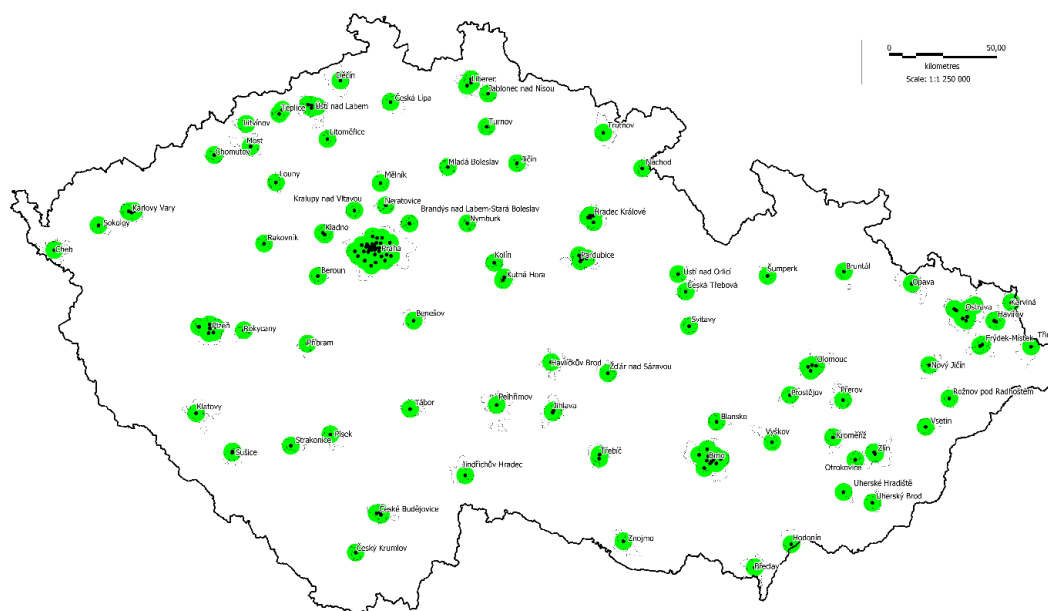 0 50,00
kilometres
Scale: 1:1 250 000
Děčín
Liberec
Jablonec nad Nisou
Česká Lípa
Teplice
Ústí nad Labem
Litvínov
Turnov
Trutnov
Litoměřice
Most
Chomutov
Mladá Boleslav
Jičín
Náchod
Louny
Mělník
Kralupy nad Vltavou
Neratovice
Karlovy Vary
Brandýs nad Labem-Stará Boleslav
Hradec Králové
Sokolov
Nymburk
Kladno
Rakovník
Praha
Cheb
Pardubice
Kolín
Beroun
Kutná Hora
Ústí nad Orlicí
Šumperk
Bruntál
Česká Třebová
Opava
Karviná
Ostrava
Havířov
Benešov
Svitavy
Plzeň
Rokycany
Příbram
Frýdek-Místek
Havlíčkův Brod
Žďár nad Sázavou
Olomouc
Nový Jičín
Prostějov
Přerov
Rožnov pod Radhoštěm
Pelhřimov
Jihlava
Tábor
Klatovy
Blansko
Vsetín
Písek
Strakonice
Vyškov
Kroměříž
Sušice
Třebíč
Brno
Zlín
Otrokovice
Jindřichův Hradec
Uherské Hradiště
Uherský Brod
České Budějovice
Znojmo
Hodonín
Český Krumlov
Břeclav